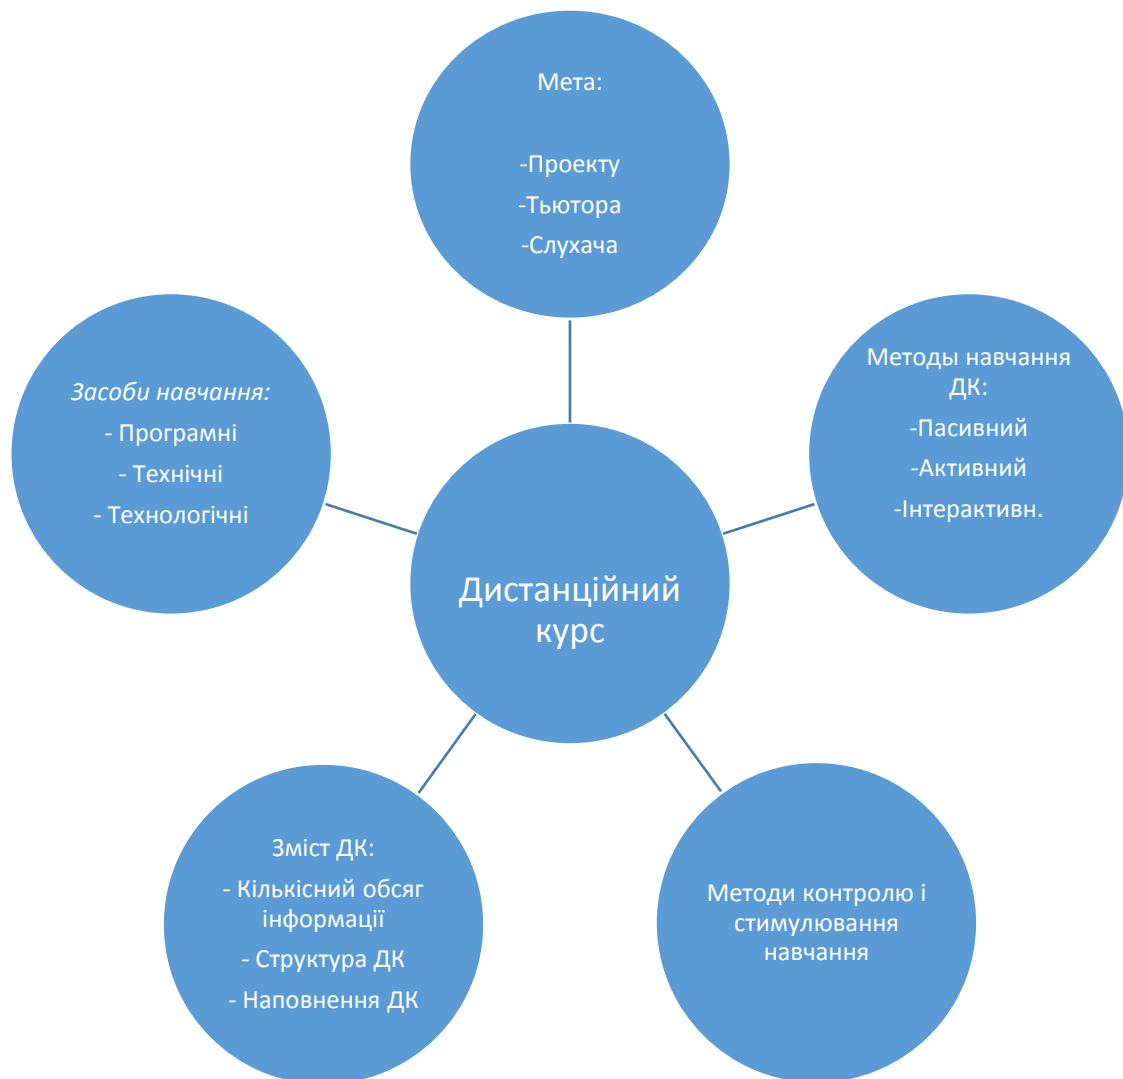 Мета:
-Проекту
-Тьютора
-Слухача
Методы навчання
ДК:
-Пасивний
-Активний
-Інтерактивн.
Засоби навчання:
- Програмні
- Технічні
- Технологічні
Дистанційний
курс
Зміст ДК:
- Кількісний обсяг
інформації
- Структура ДК
- Наповнення ДК
Методи контролю і
стимулювання
навчання